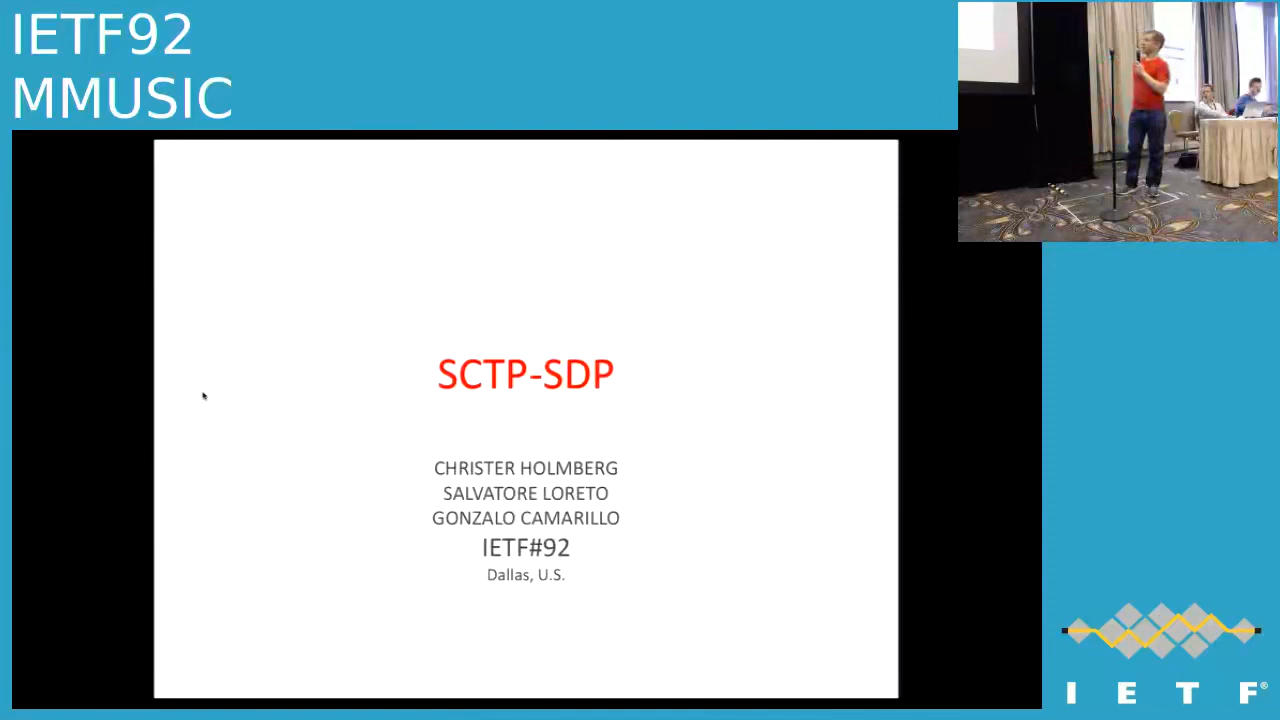 IETF92
MMUSIC
SCTP-SDP
CHRISTER HOLMBERG
SALVATORE LORETO
GONZALO CAMARILLO
IETF#92
Dallas, U.S.
I E T F®